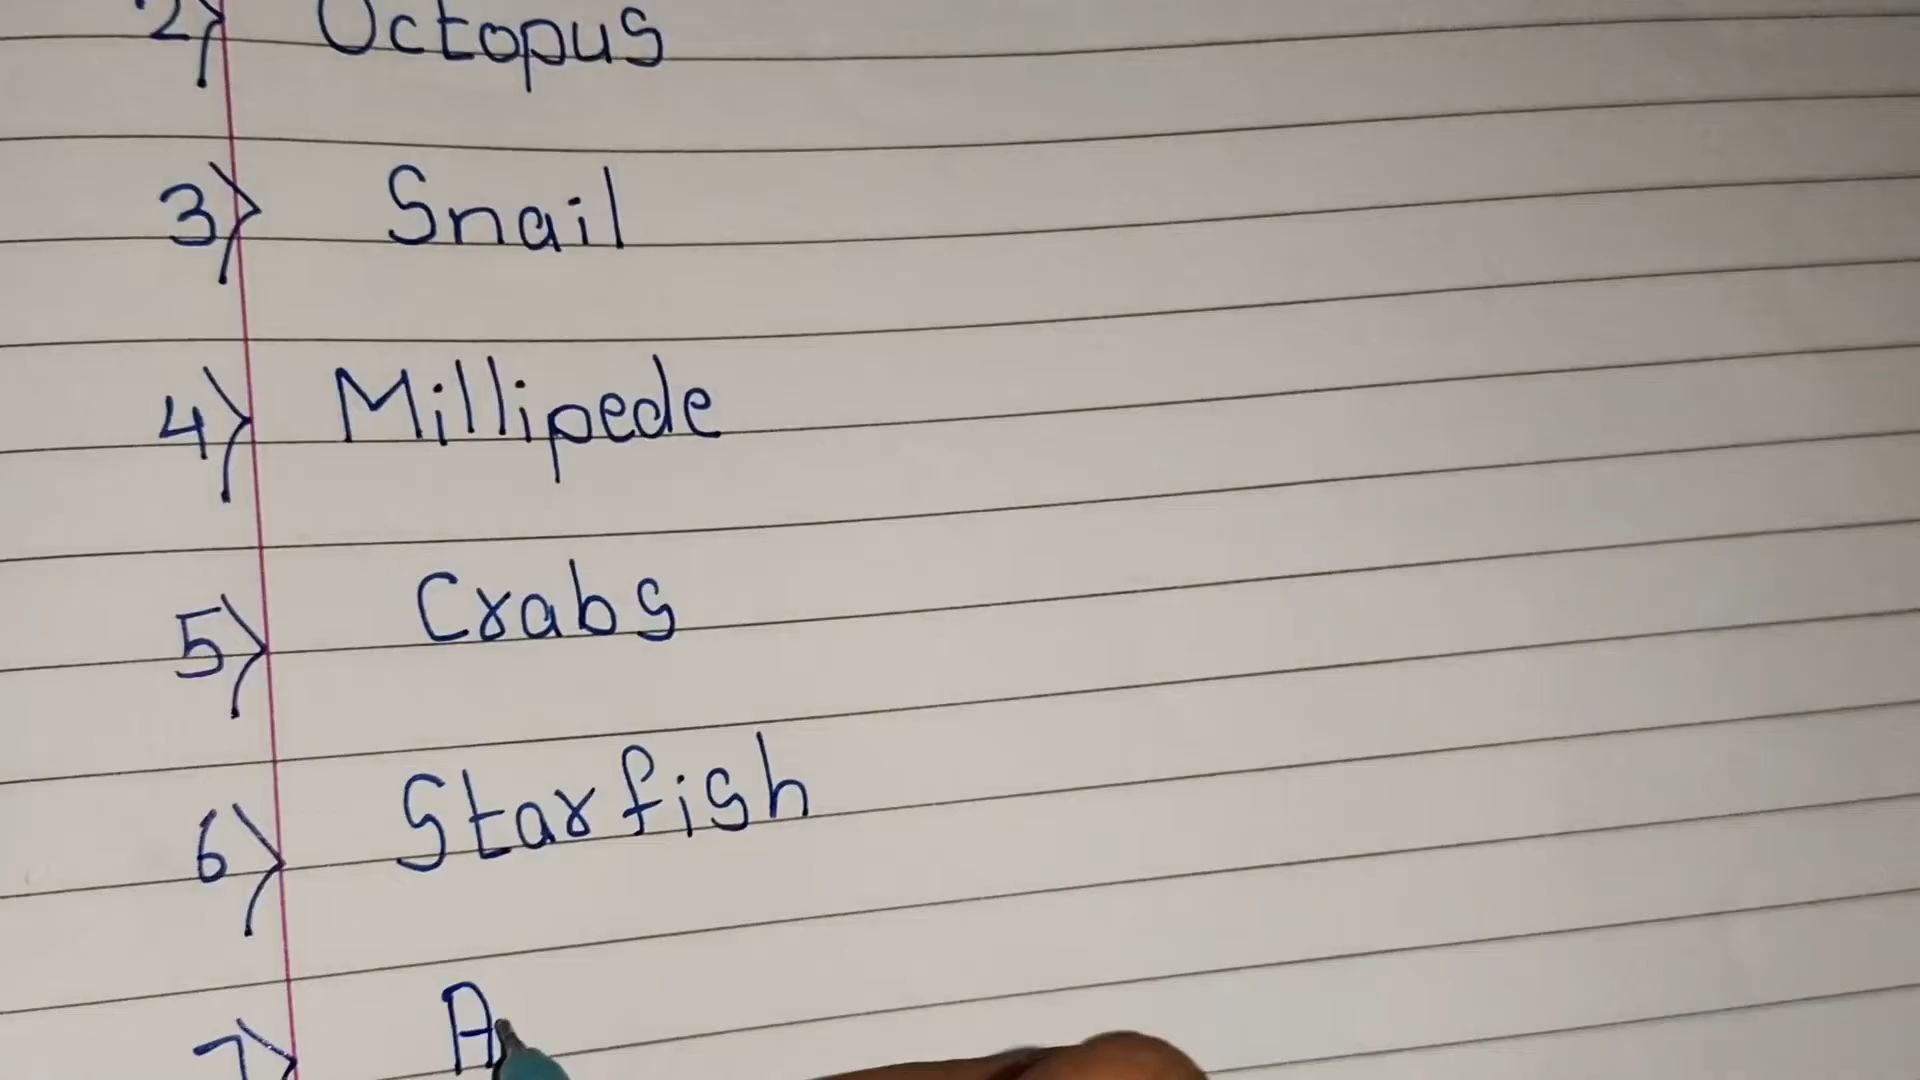 2) Octopus
3) Snail
4) Millipede
5) Crabs
6) Starfish
7) A